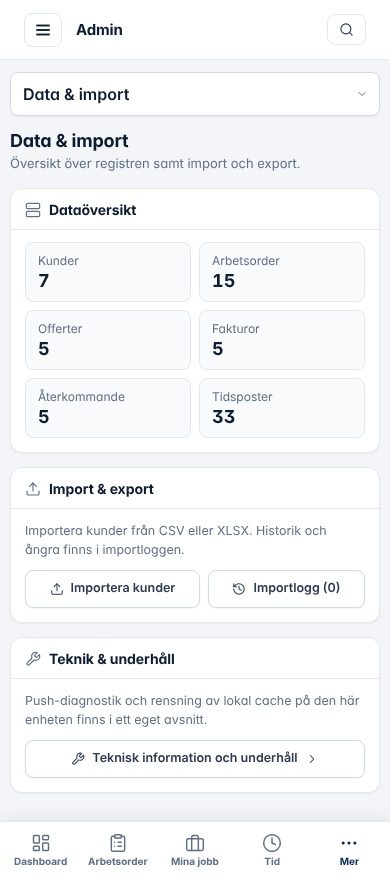 Admin
Data & import
Data & import
Översikt över registren samt import och export.
Dataöversikt
Kunder
7
Arbetsorder
15
Offerter
5
Fakturor
5
Återkommande
5
Tidsposter
33
Import & export
Importera kunder från CSV eller XLSX. Historik och
ångra finns i importloggen.
Importera kunder
Importlogg (0)
Teknik & underhåll
Push-diagnostik och rensning av lokal cache på den här
enheten finns i ett eget avsnitt.
Teknisk information och underhåll
Dashboard
Arbetsorder
Mina jobb
Tid
Mer